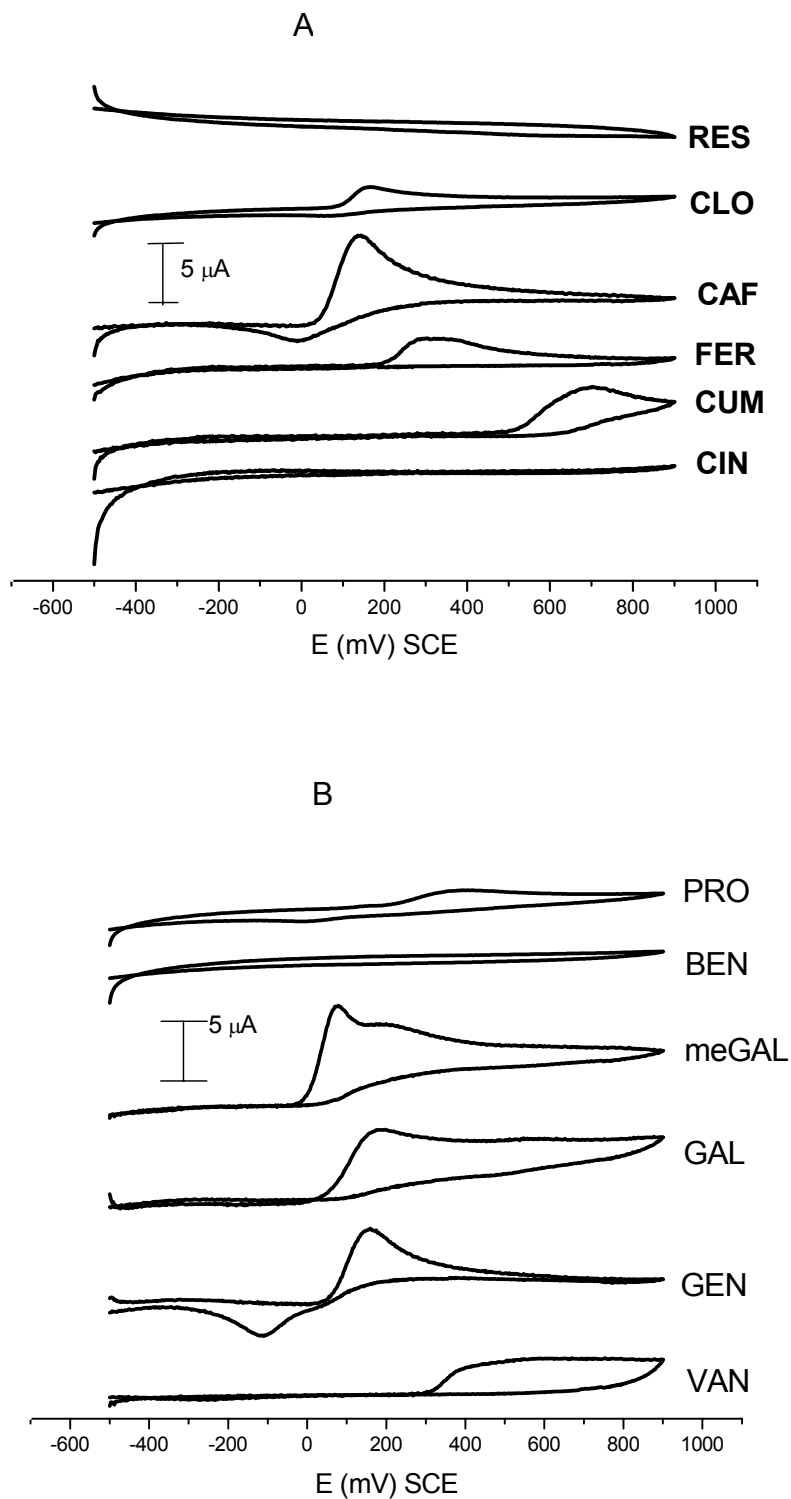 A
RES
CLO
5 µA
CAF
FER
CUM
CIN
-600 -400 -200 0 200 400 600 800 1000
E (mV) SCE
B
PRO
BEN
5 µA
meGAL
GAL
GEN
VAN
-600 -400 -200 0 200 400 600 800 1000
E (mV) SCE